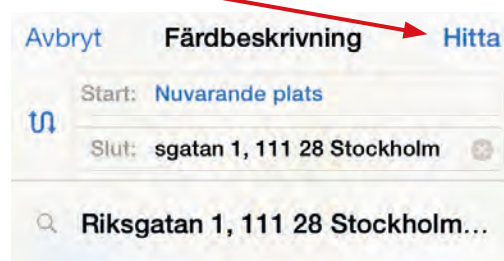 Avbryt Färdbeskrivning Hitta
Start: Nuvarande plats
Slut: sgatan 1, 111 28 Stockholm
Riksgatan 1, 111 28 Stockholm…